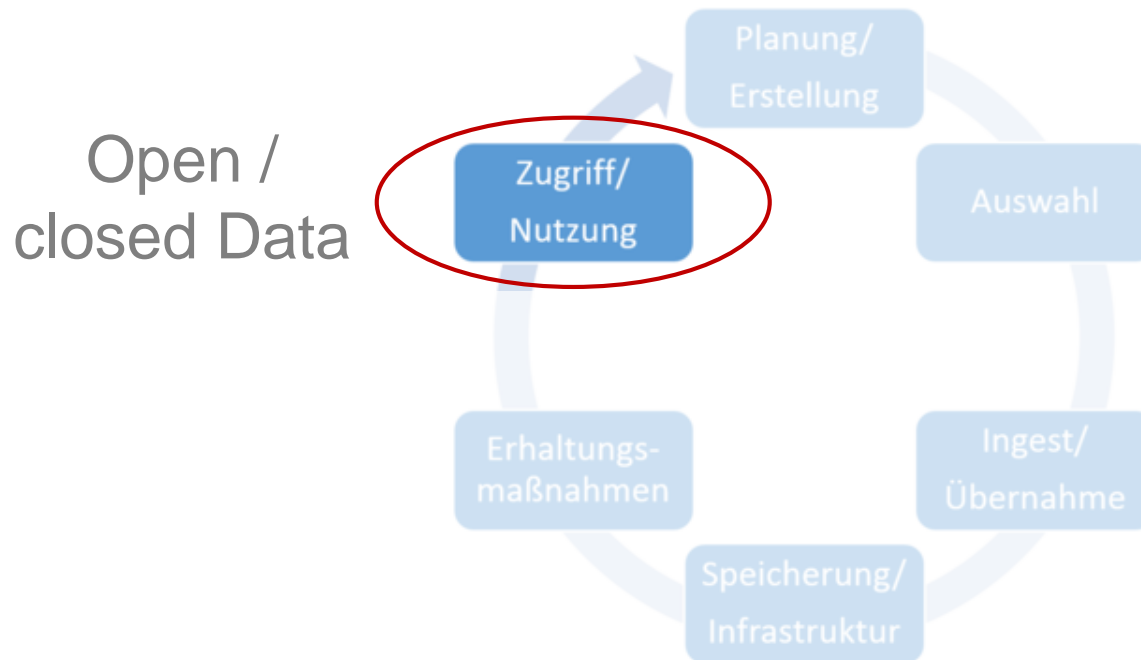 Open /
closed Data
Planung/
Erstellung
Zugriff/
Nutzung
Auswahl
Erhaltungs-
maßnahmen
Ingest/
Übernahme
Speicherung/
Infrastruktur